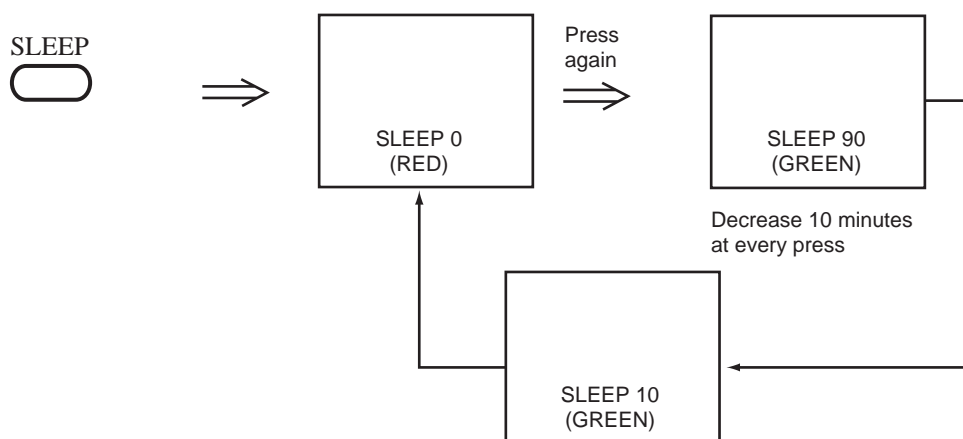 SLEEP
SLEEP 0
(RED)
Press
again
SLEEP 90
(GREEN)
Decrease 10 minutes
at every press
SLEEP 10
(GREEN)